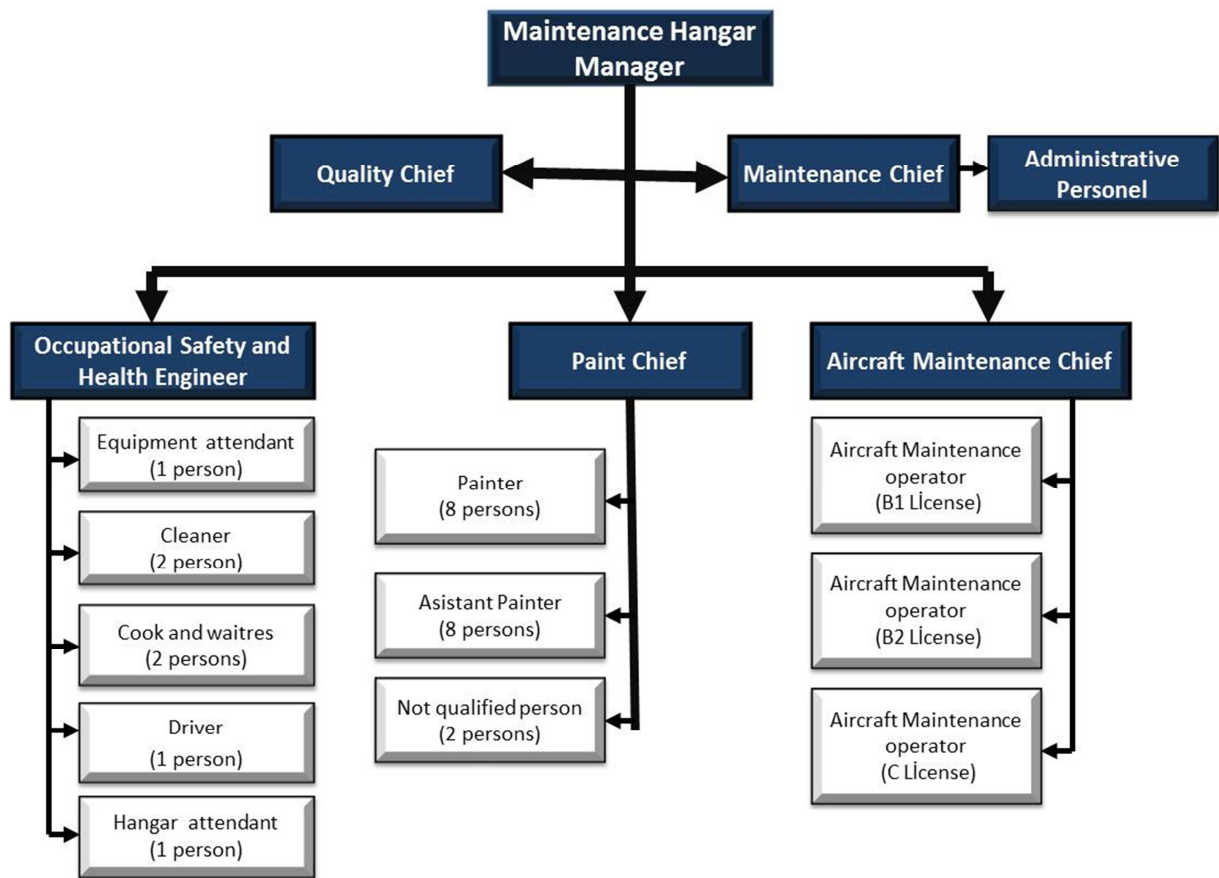 Maintenance Hangar
Manager
Quality Chief
Maintenance Chief
Administrative
Personel
Occupational Safety and
Health Engineer
Equipment attendant
(1 person)
Cleaner
(2 person)
Cook and waitres
(2 persons)
Driver
(1 person)
Hangar attendant
(1 person)
Paint Chief
Painter
(8 persons)
Asistant Painter
(8 persons)
Not qualified person
(2 persons)
Aircraft Maintenance Chief
Aircraft Maintenance
operator
(B1 Lİcense)
Aircraft Maintenance
operator
(B2 Lİcense)
Aircraft Maintenance
operator
(C Lİcense)